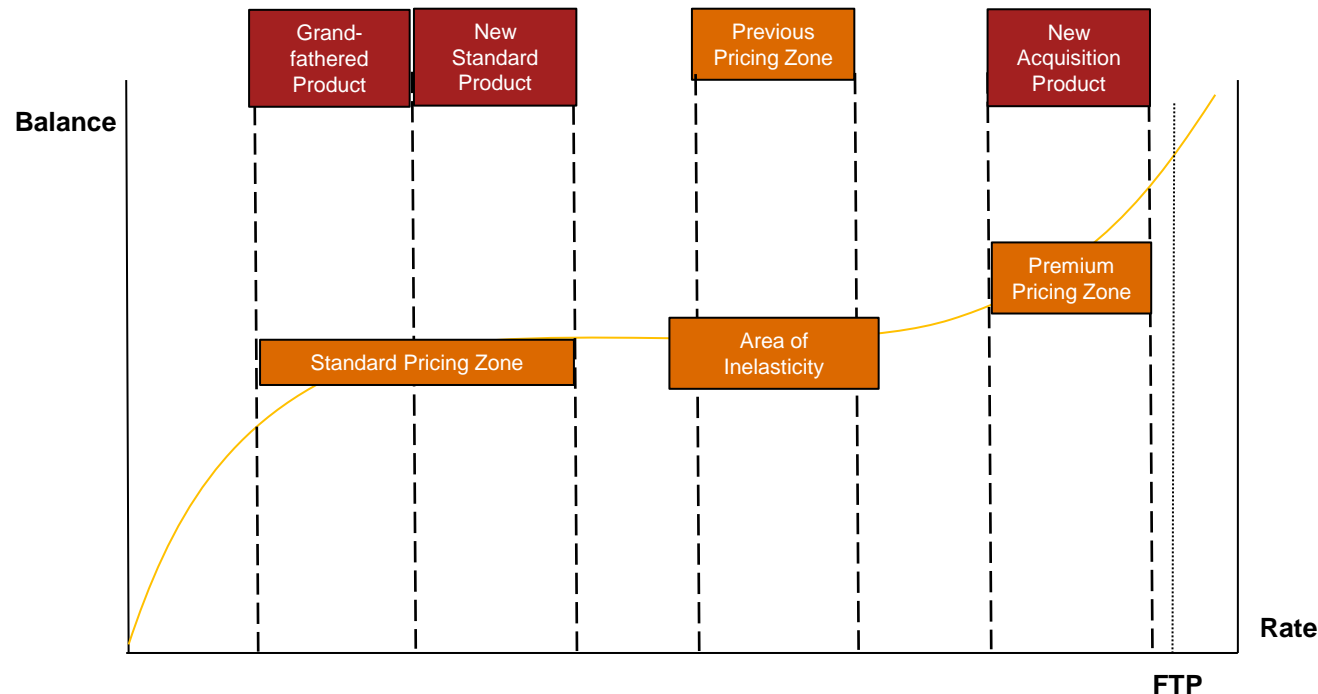 Grand-
fathered
Product
New
Standard
Product
Previous
Pricing Zone
New
Acquisition
Product
Balance
Premium
Pricing Zone
Area of
Inelasticity
Standard Pricing Zone
Rate
FTP